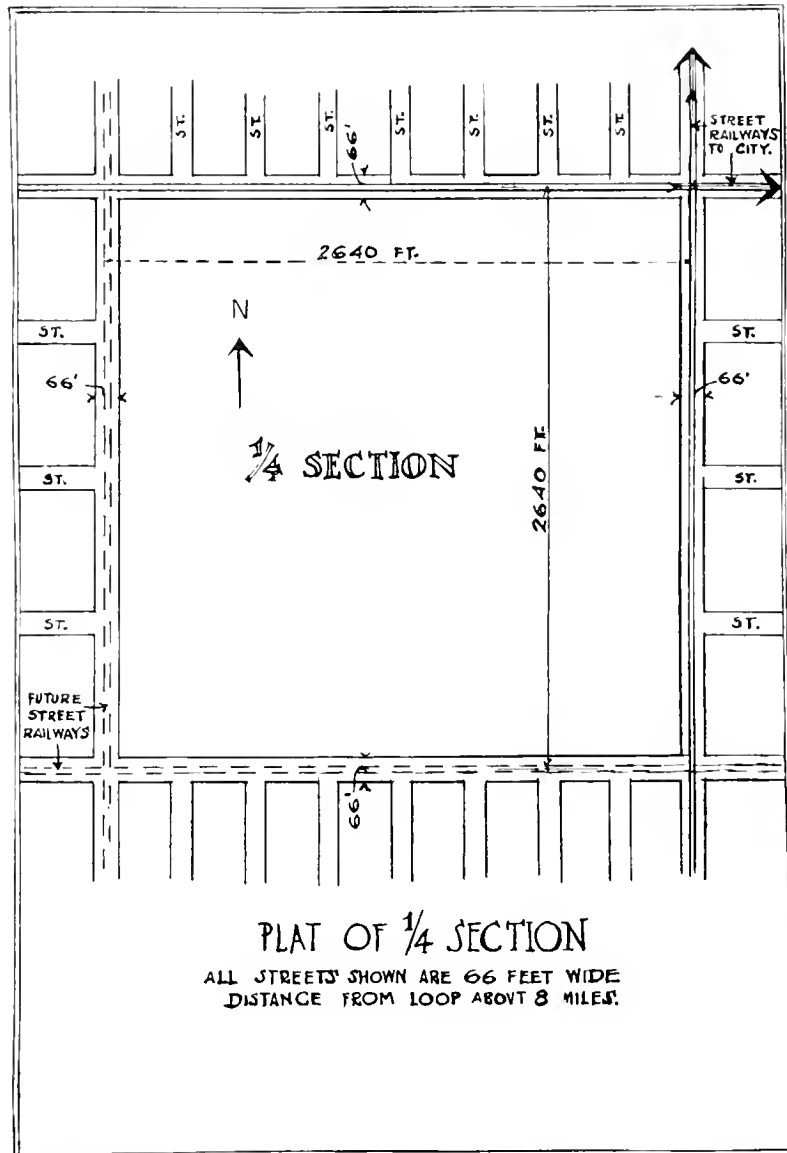 ST.
ST.
ST.
ST.
ST.
ST.
ST.
STREET
RAILWAYS
TO CITY.
66'
2640 FT.
N
ST.
ST.
66'
66'
1/4 SECTION
2640 FT.
ST.
ST.
ST.
ST.
FUTURE
STREET
RAILWAYS
66'
PLAT OF 1/4 SECTION
ALL STREETS SHOWN ARE 66 FEET WIDE
DISTANCE FROM LOOP ABOVT 8 MILES.